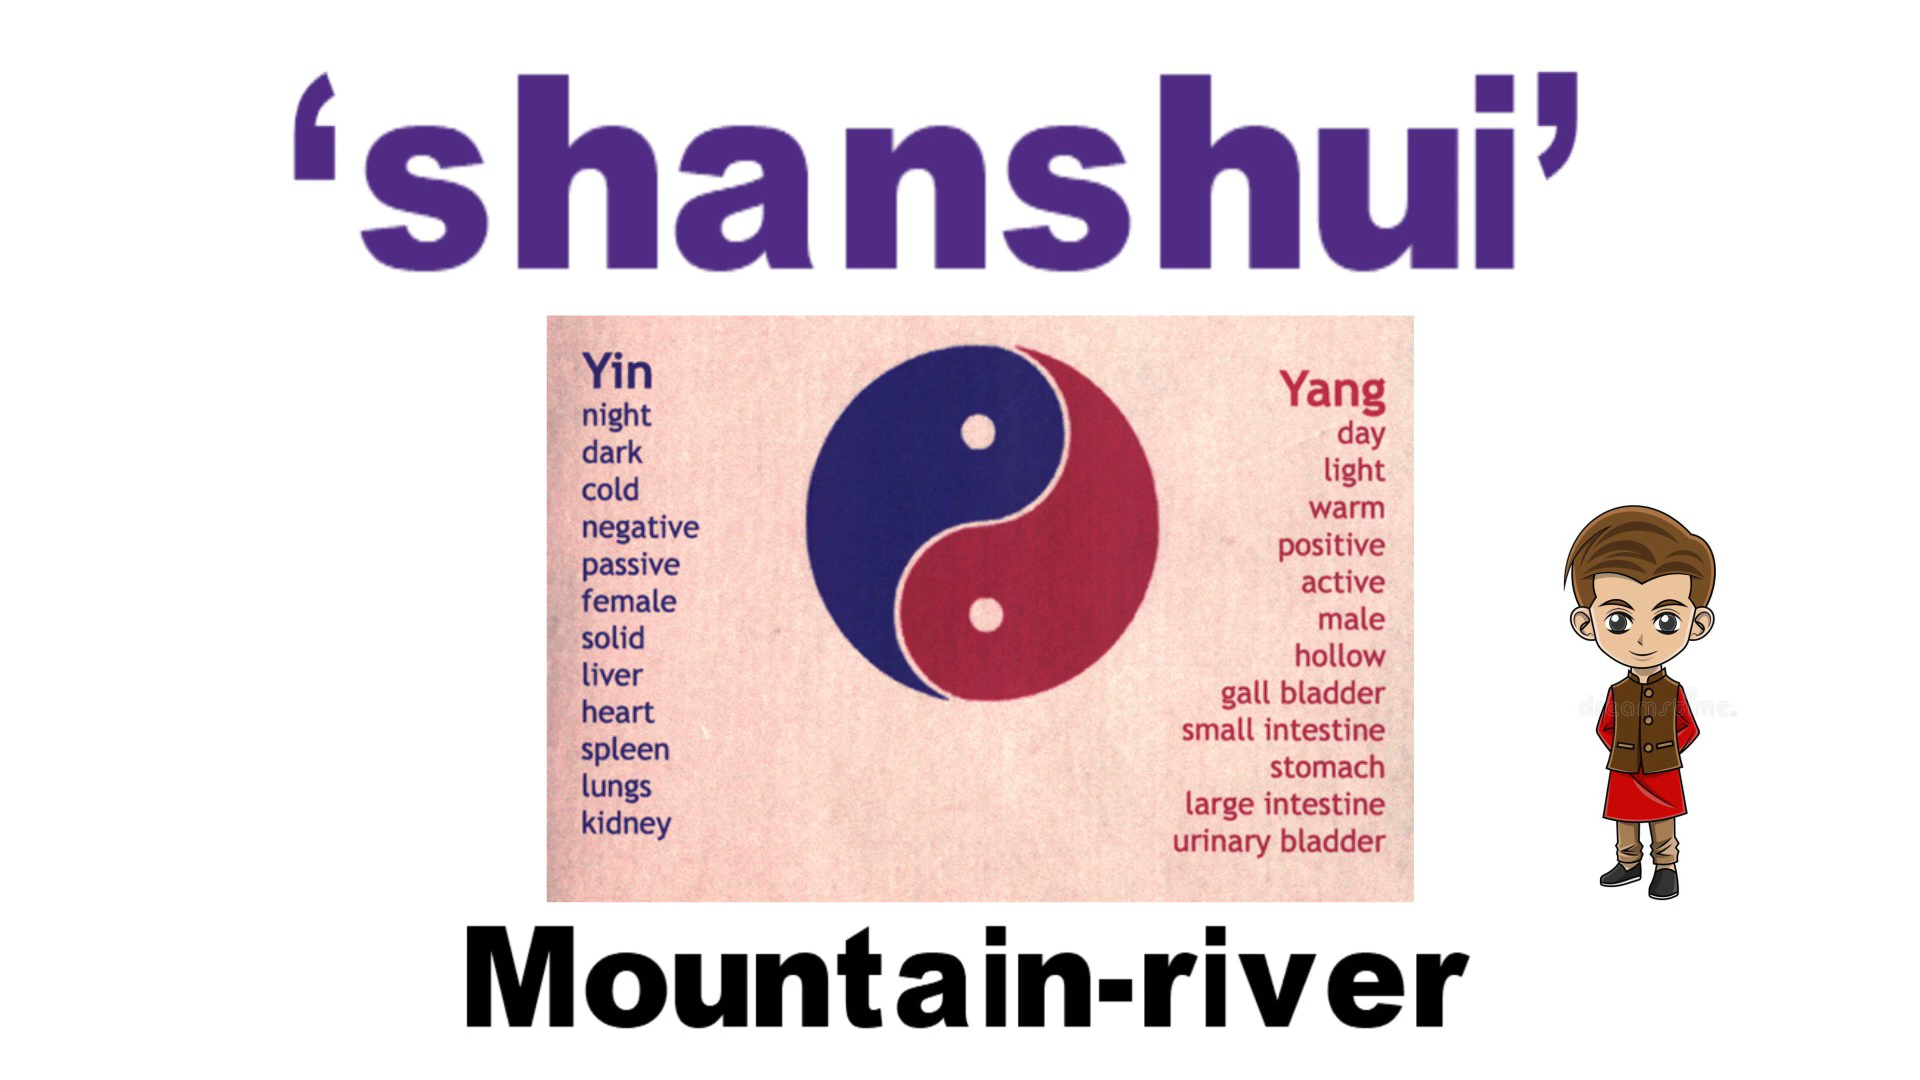 ‘shanshui’
Yin
night
dark
cold
negative
passive
female
solid
liver
heart
spleen
lungs
kidney
Yang
day
light
warm
positive
active
male
hollow
gall bladder
small intestine
stomach
large intestine
urinary bladder
dreamstime.
Mountain-river